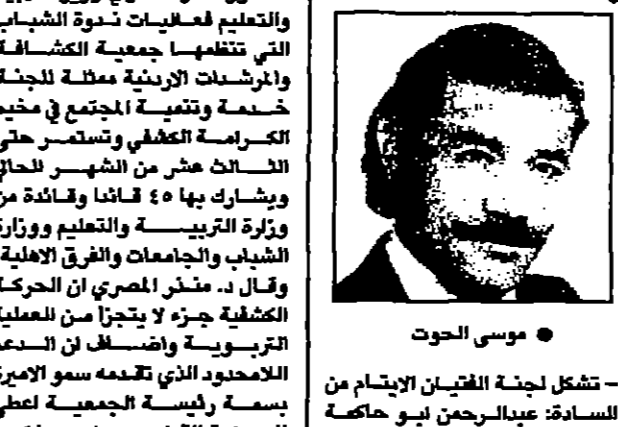 ● موسى الحوت
– تشكل لجنة الفتيان الايتام من
السادة: عبدالرحمن ابو حاكمة
والتعليم فعاليات ندوة الشباب
التي تنظمها جمعية الكشافة
والمرشدات الاردنية ممثلة للجنة
خدمة وتنمية المجتمع في مخيم
الكرامة الكشفي وتستمر حتى
الثالث عشر من الشهر الحالي
ويشارك بها ٤٥ قائدا وقائدة من
وزارة التربية والتعليم ووزارة
الشباب والجامعات والفرق الاهلية
وقال د. منذر المصري ان الحركة
الكشفية جزء لا يتجزأ من العملية
التربوية واضاف ان الدعم
اللامحدود الذي تقدمه سمو الاميرة
بسمة رئيسة الجمعية اعطى